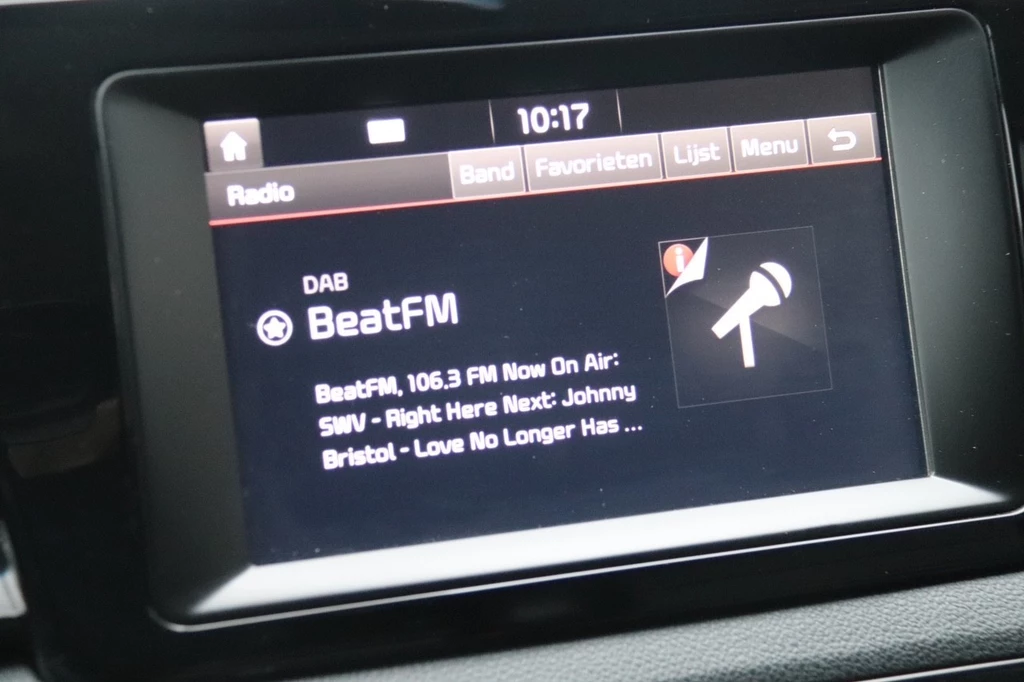 10:17
Radio Band Favorieten Lijst Menu
DAB
BeatFM
BeatFM, 106.3 FM Now On Air:
SWV - Right Here Next: Johnny
Bristol - Love No Longer Has ...
i